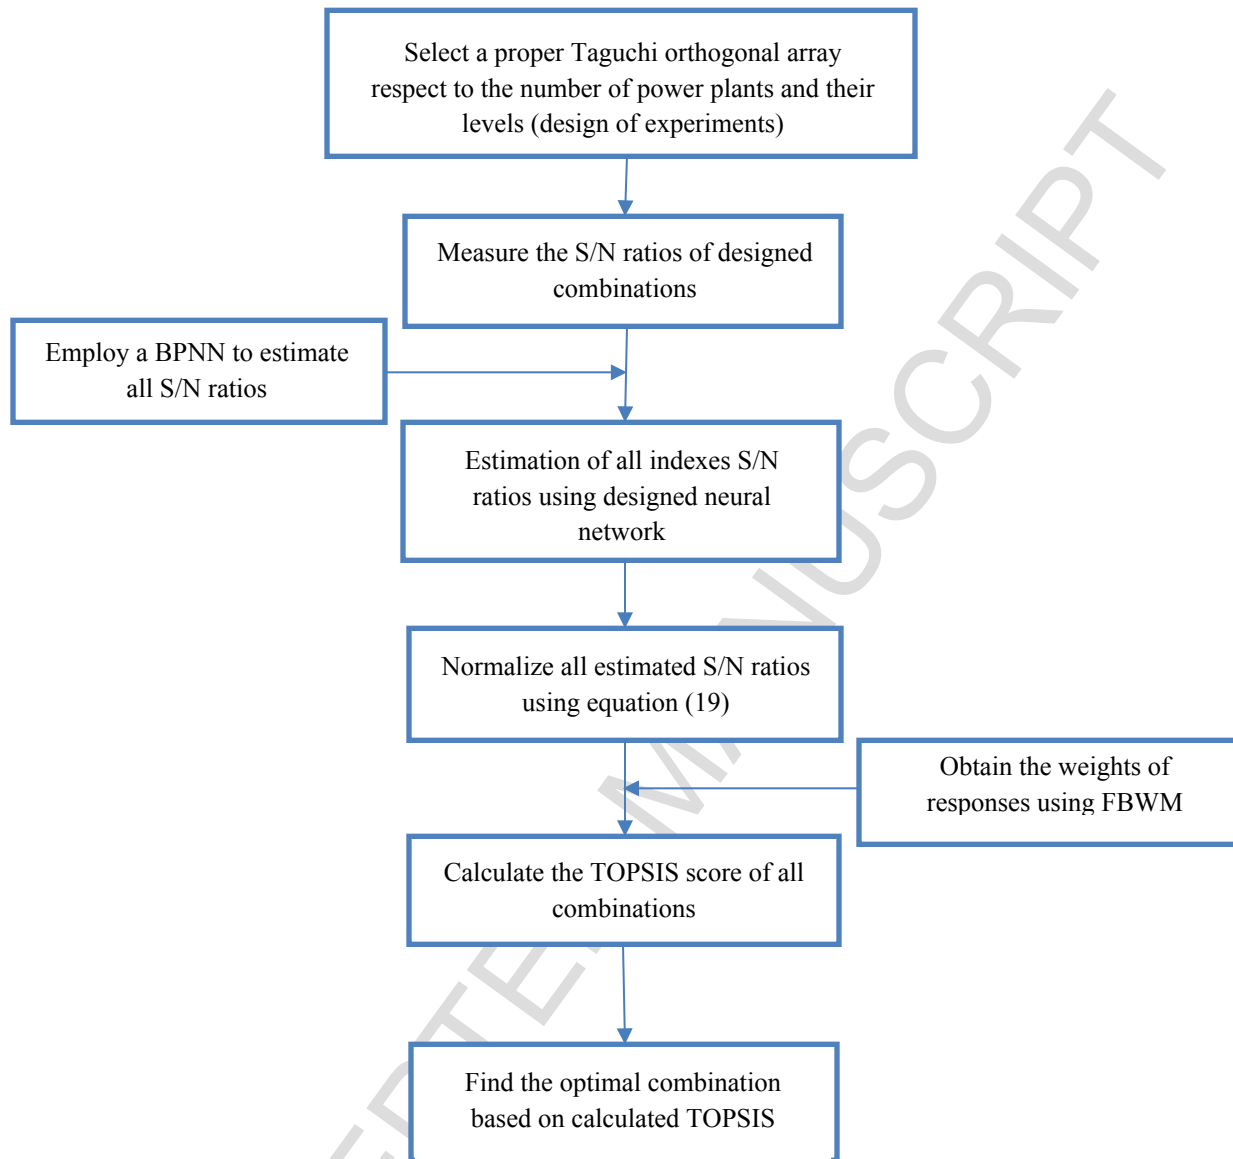 Select a proper Taguchi orthogonal array
respect to the number of power plants and their
levels (design of experiments)
Measure the S/N ratios of designed
combinations
Employ a BPNN to estimate
all S/N ratios
Estimation of all indexes S/N
ratios using designed neural
network
Normalize all estimated S/N ratios
using equation (19)
Obtain the weights of
responses using FBWM
Calculate the TOPSIS score of all
combinations
Find the optimal combination
based on calculated TOPSIS
MANUSCRIPT